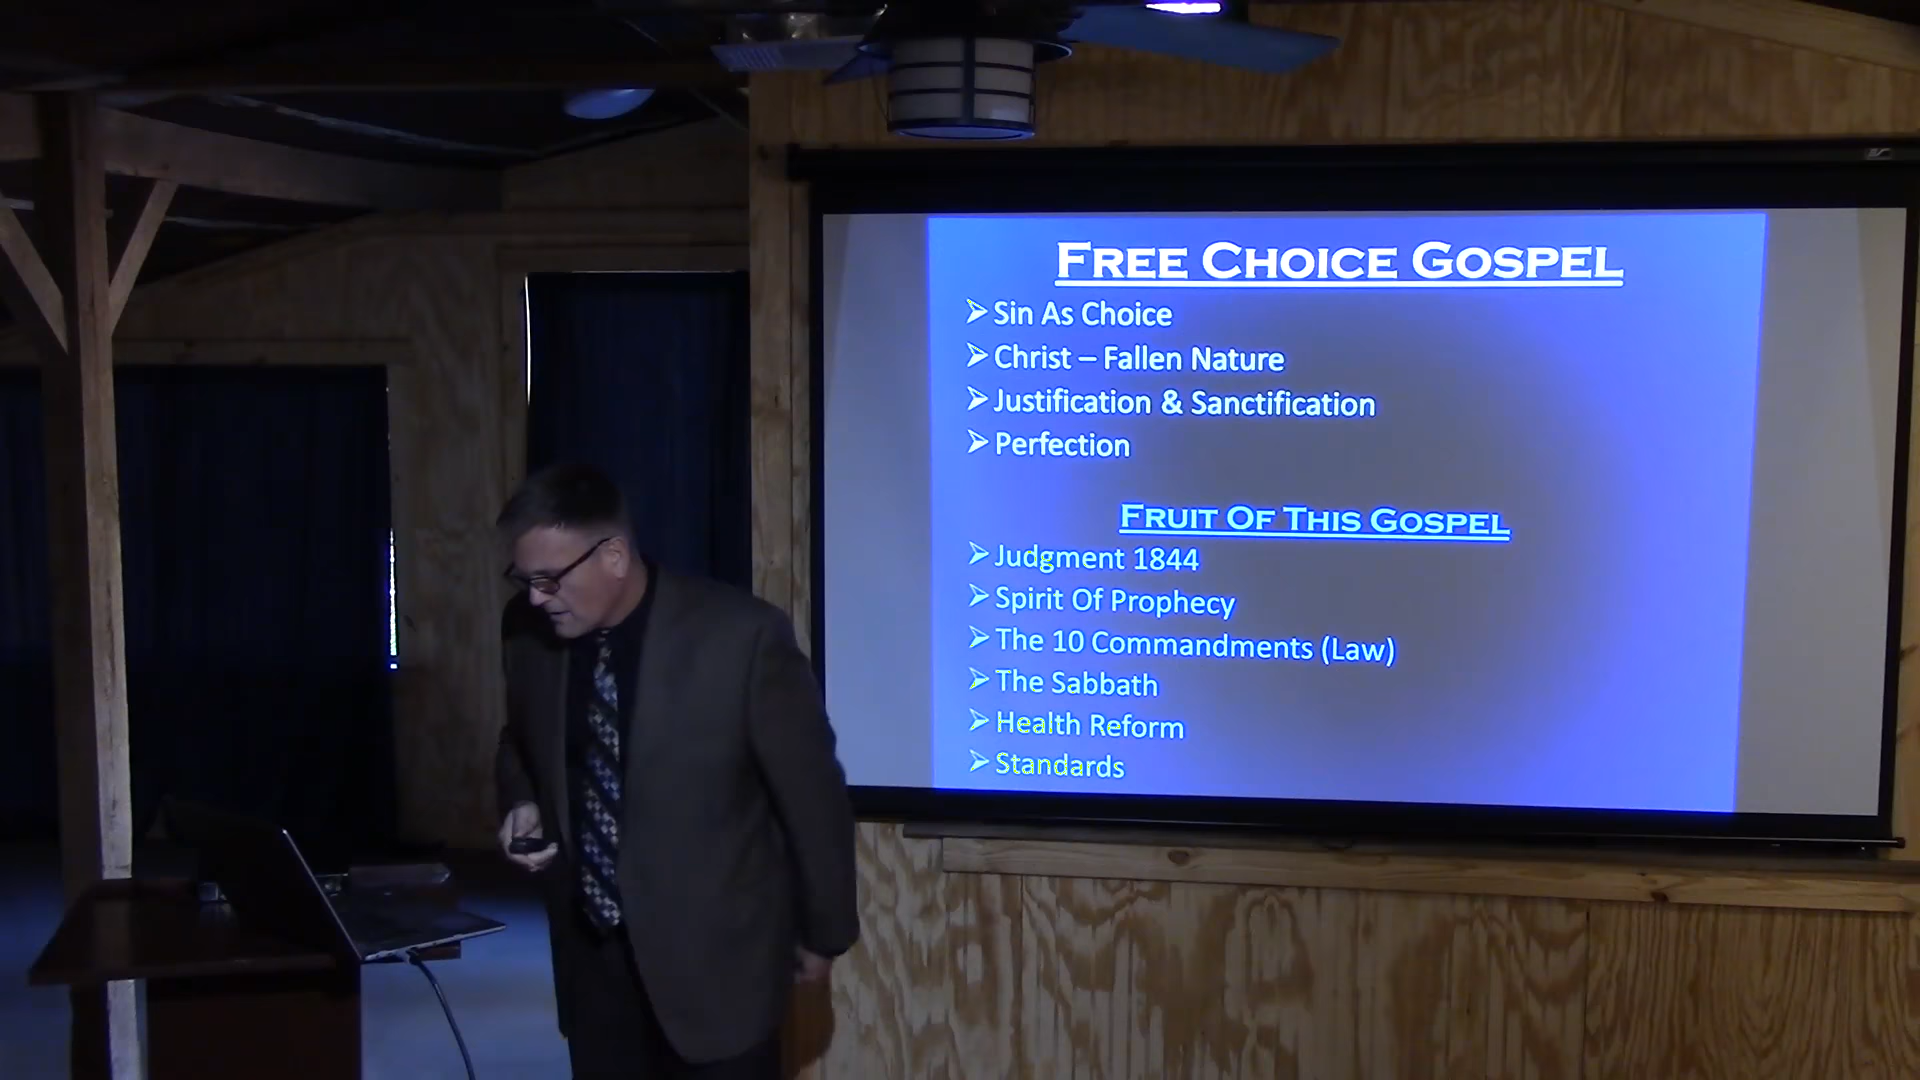 FREE CHOICE GOSPEL
➢Sin As Choice
➢Christ – Fallen Nature
➢Justification & Sanctification
➢Perfection
FRUIT OF THIS GOSPEL
➢Judgment 1844
➢Spirit Of Prophecy
➢The 10 Commandments (Law)
➢The Sabbath
➢Health Reform
➢Standards